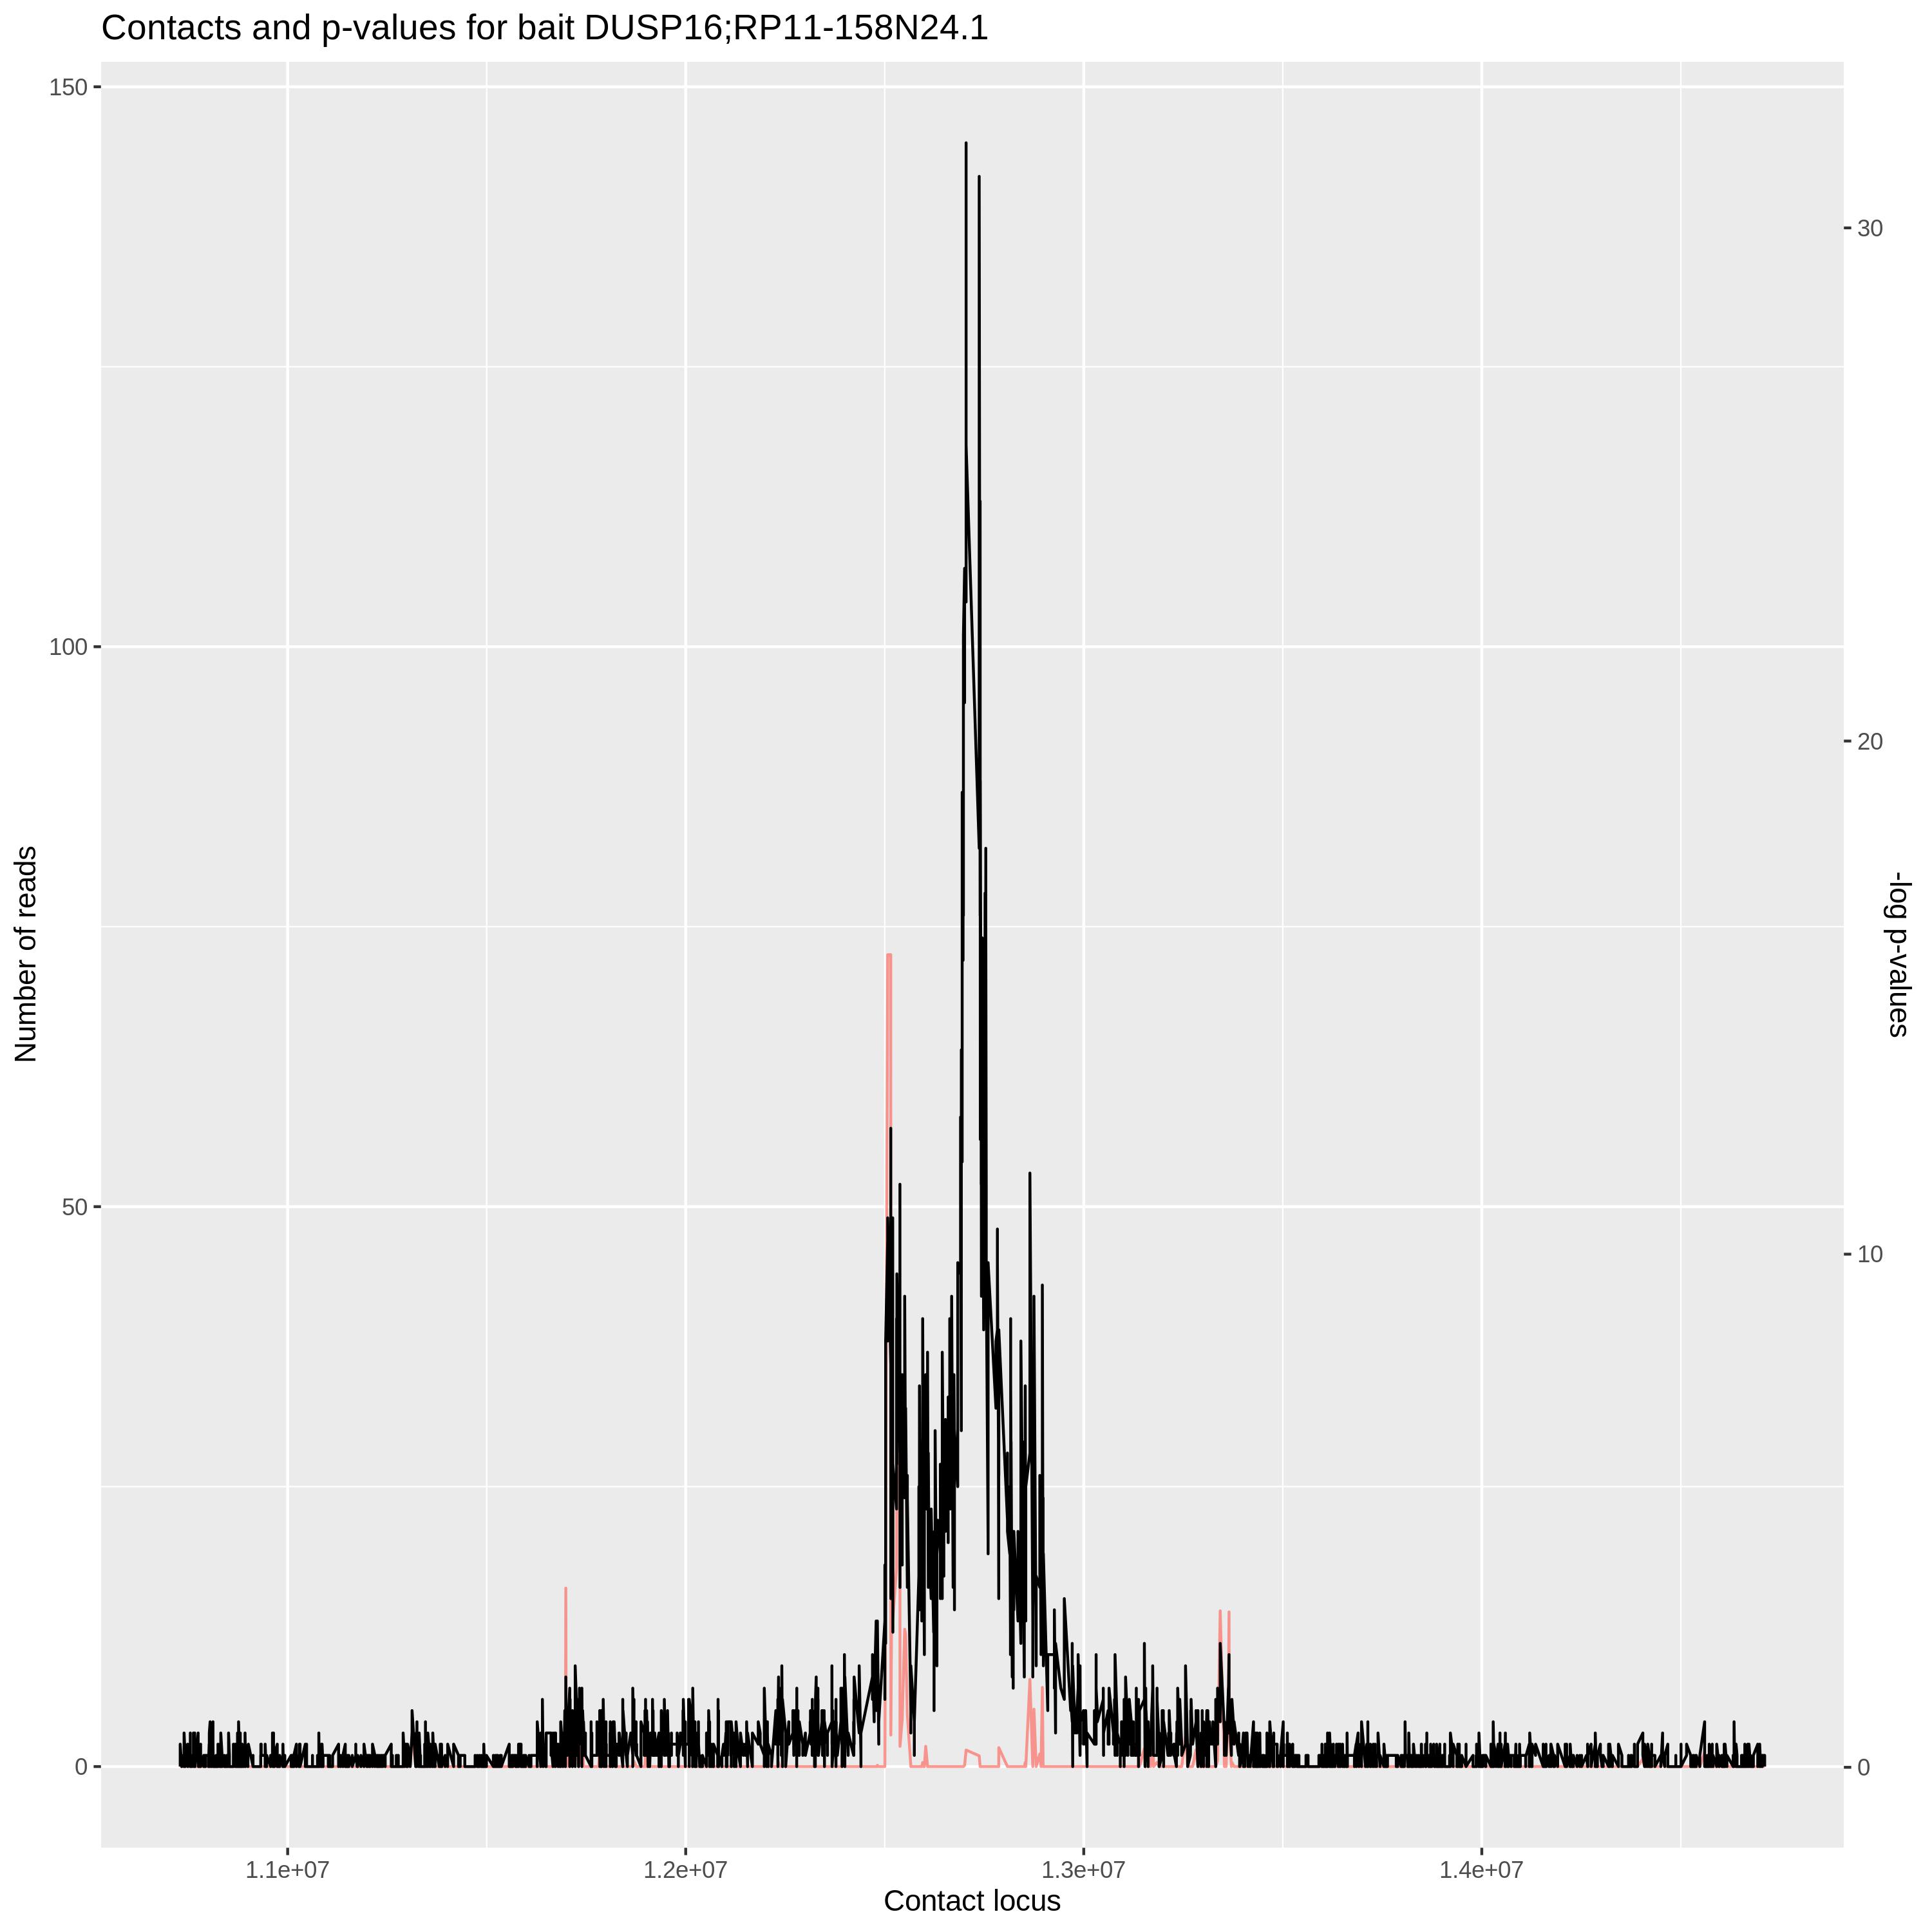 Contacts and p-values for bait DUSP16;RP11-158N24.1
150
100
50
0
Number of reads
30
20
10
0
-log p-values
1.1e+07
1.2e+07
1.3e+07
1.4e+07
Contact locus